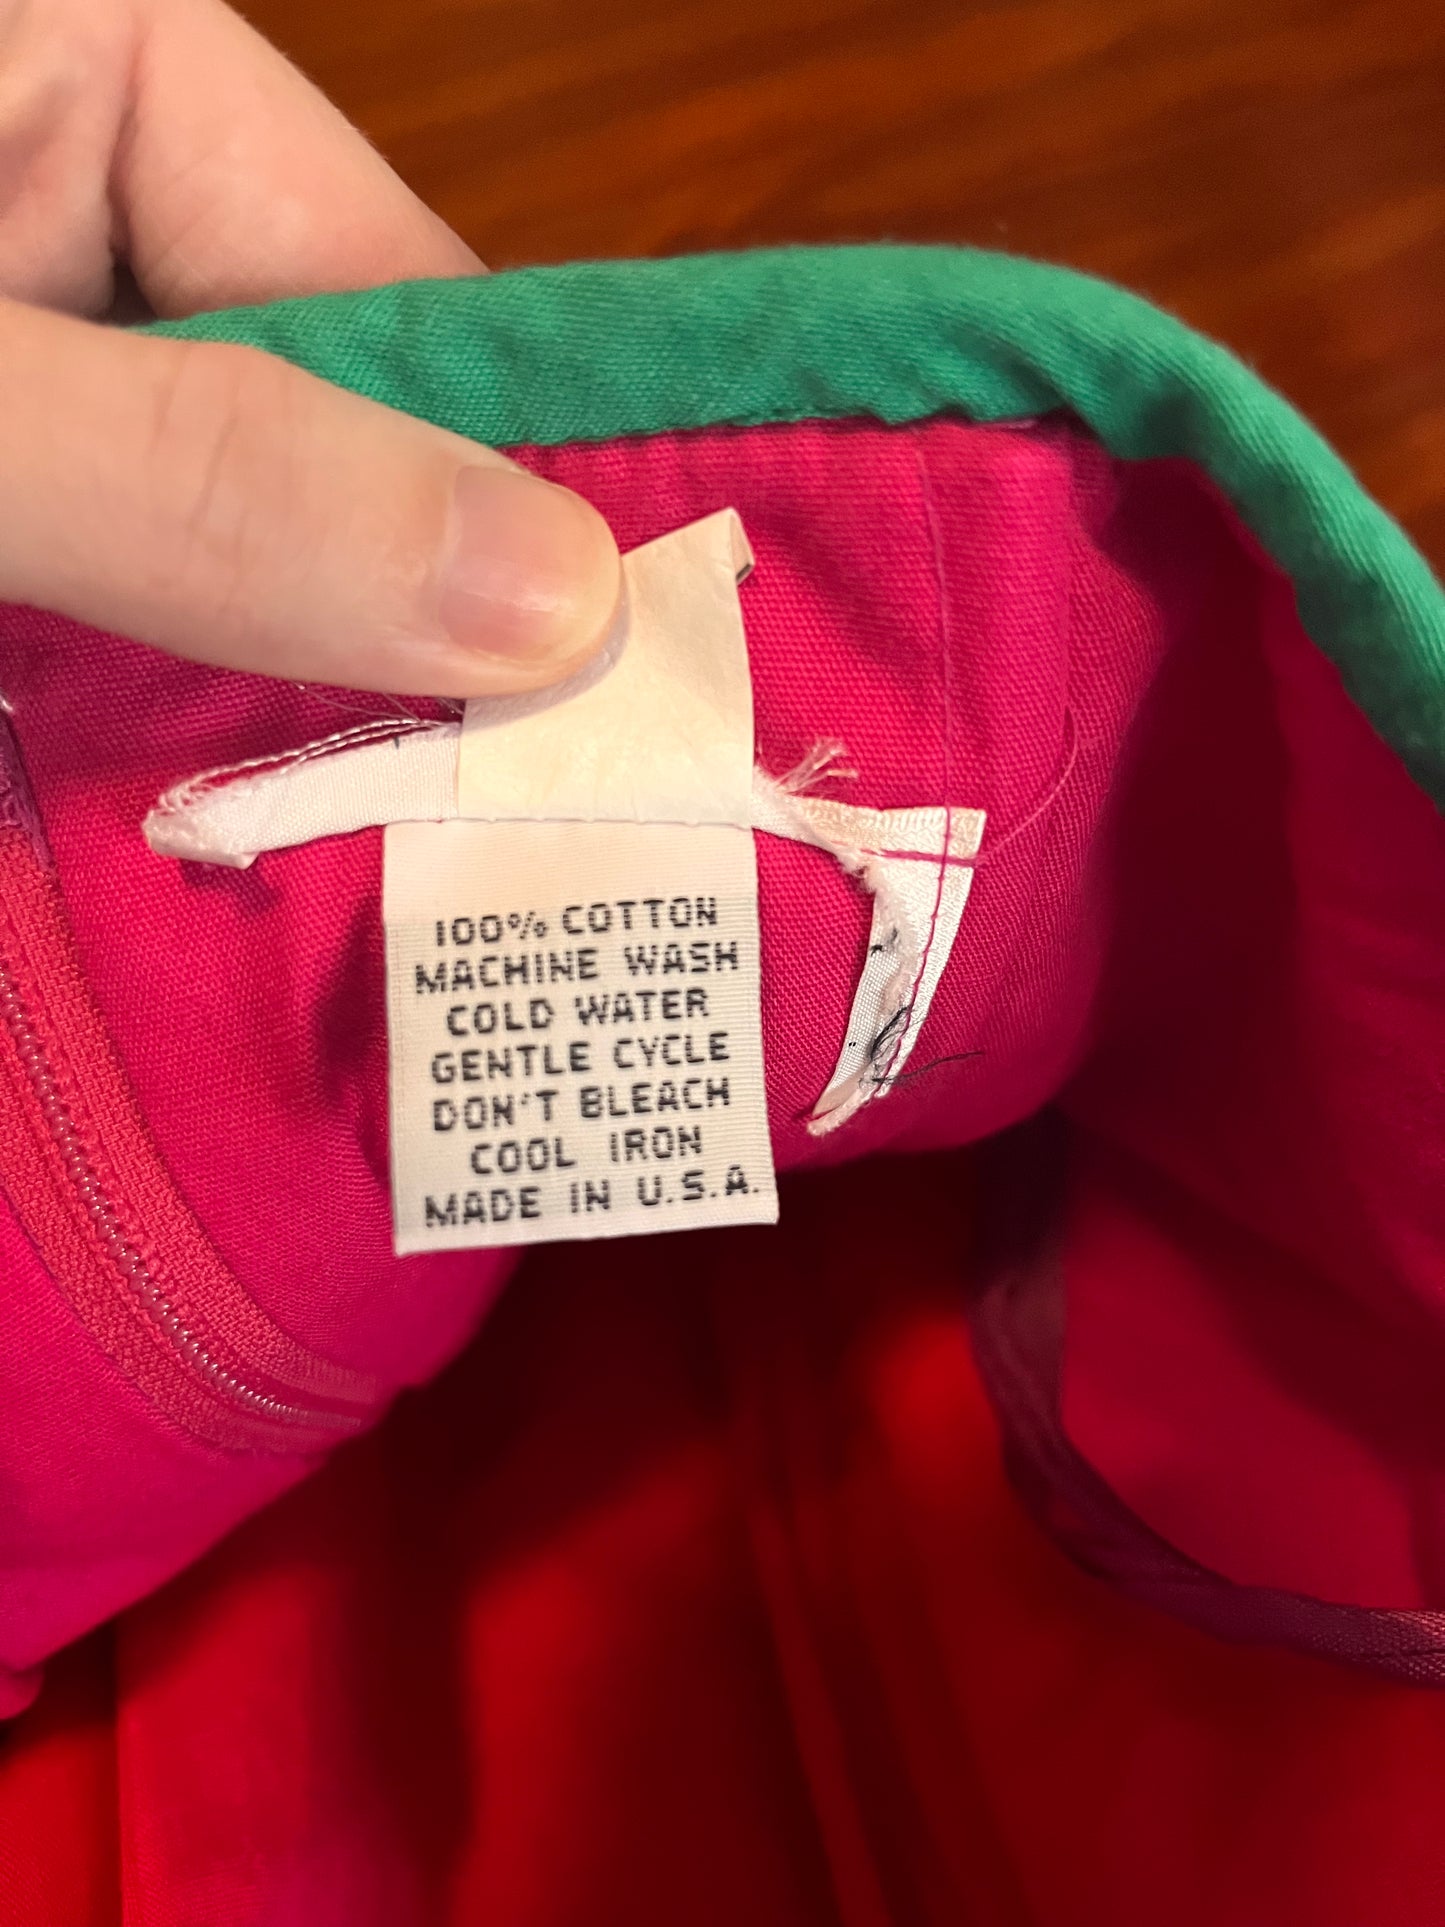 100% COTTON
MACHINE WASH
COLD WATER
GENTLE CYCLE
DON'T BLEACH
COOL IRON
MADE IN U.S.A.